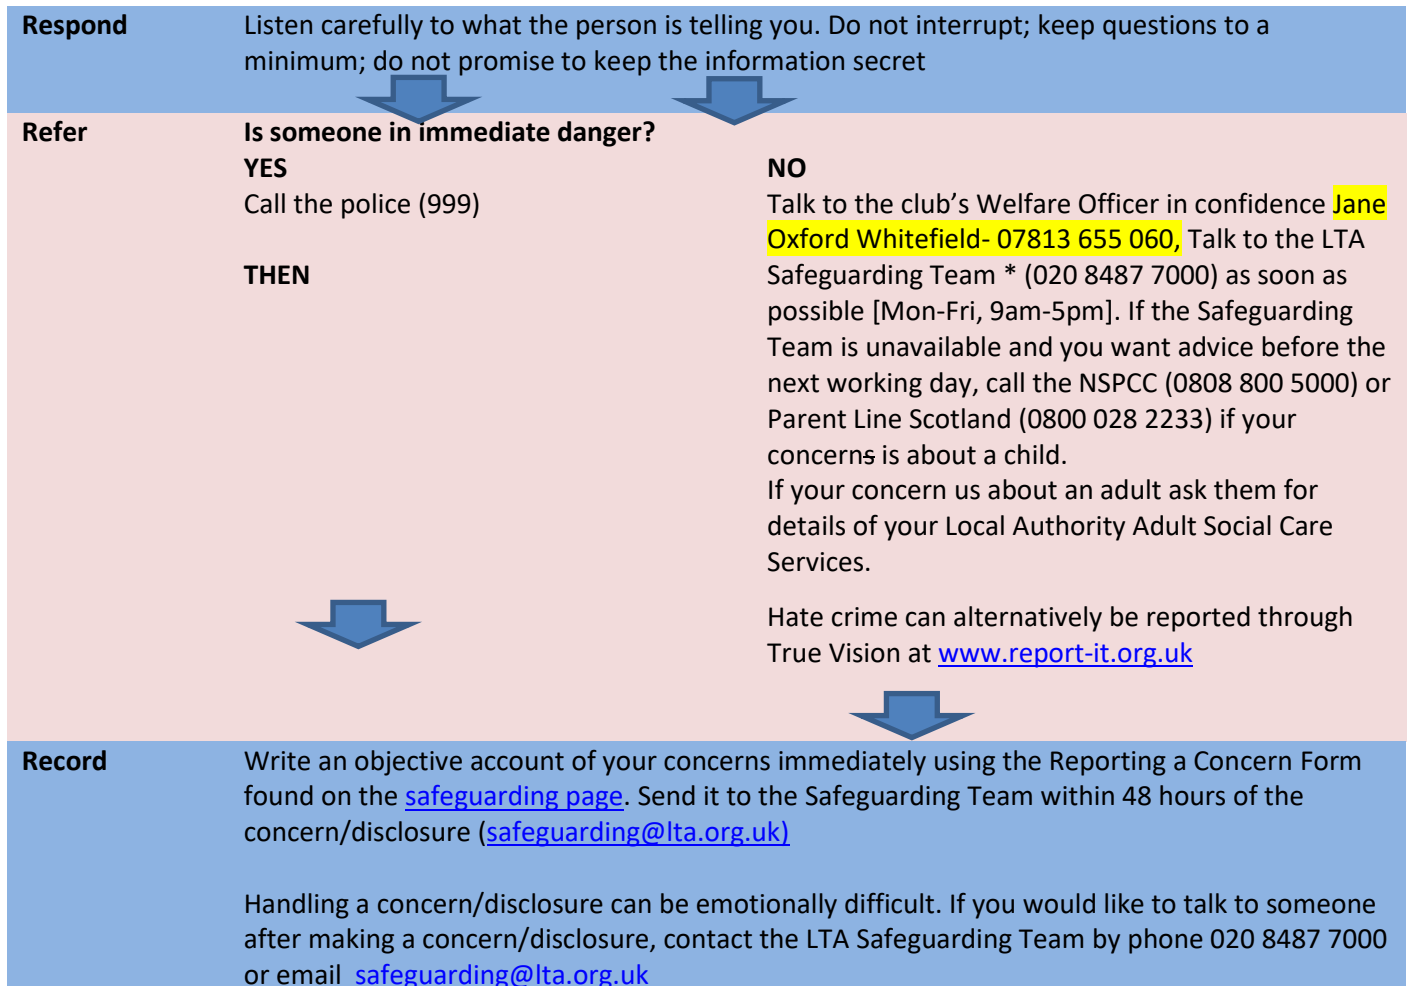 Respond
Listen carefully to what the person is telling you. Do not interrupt; keep questions to a
minimum; do not promise to keep the information secret
Refer
Is someone in immediate danger?
YES
Call the police (999)
THEN
NO
Talk to the club’s Welfare Officer in confidence Jane
Oxford Whitefield- 07813 655 060, Talk to the LTA
Safeguarding Team * (020 8487 7000) as soon as
possible [Mon-Fri, 9am-5pm]. If the Safeguarding
Team is unavailable and you want advice before the
next working day, call the NSPCC (0808 800 5000) or
Parent Line Scotland (0800 028 2233) if your
concerns is about a child.
If your concern us about an adult ask them for
details of your Local Authority Adult Social Care
Services.
Hate crime can alternatively be reported through
True Vision at www.report-it.org.uk
Record
Write an objective account of your concerns immediately using the Reporting a Concern Form
found on the safeguarding page. Send it to the Safeguarding Team within 48 hours of the
concern/disclosure (safeguarding@lta.org.uk)
Handling a concern/disclosure can be emotionally difficult. If you would like to talk to someone
after making a concern/disclosure, contact the LTA Safeguarding Team by phone 020 8487 7000
or email safeguarding@lta.org.uk